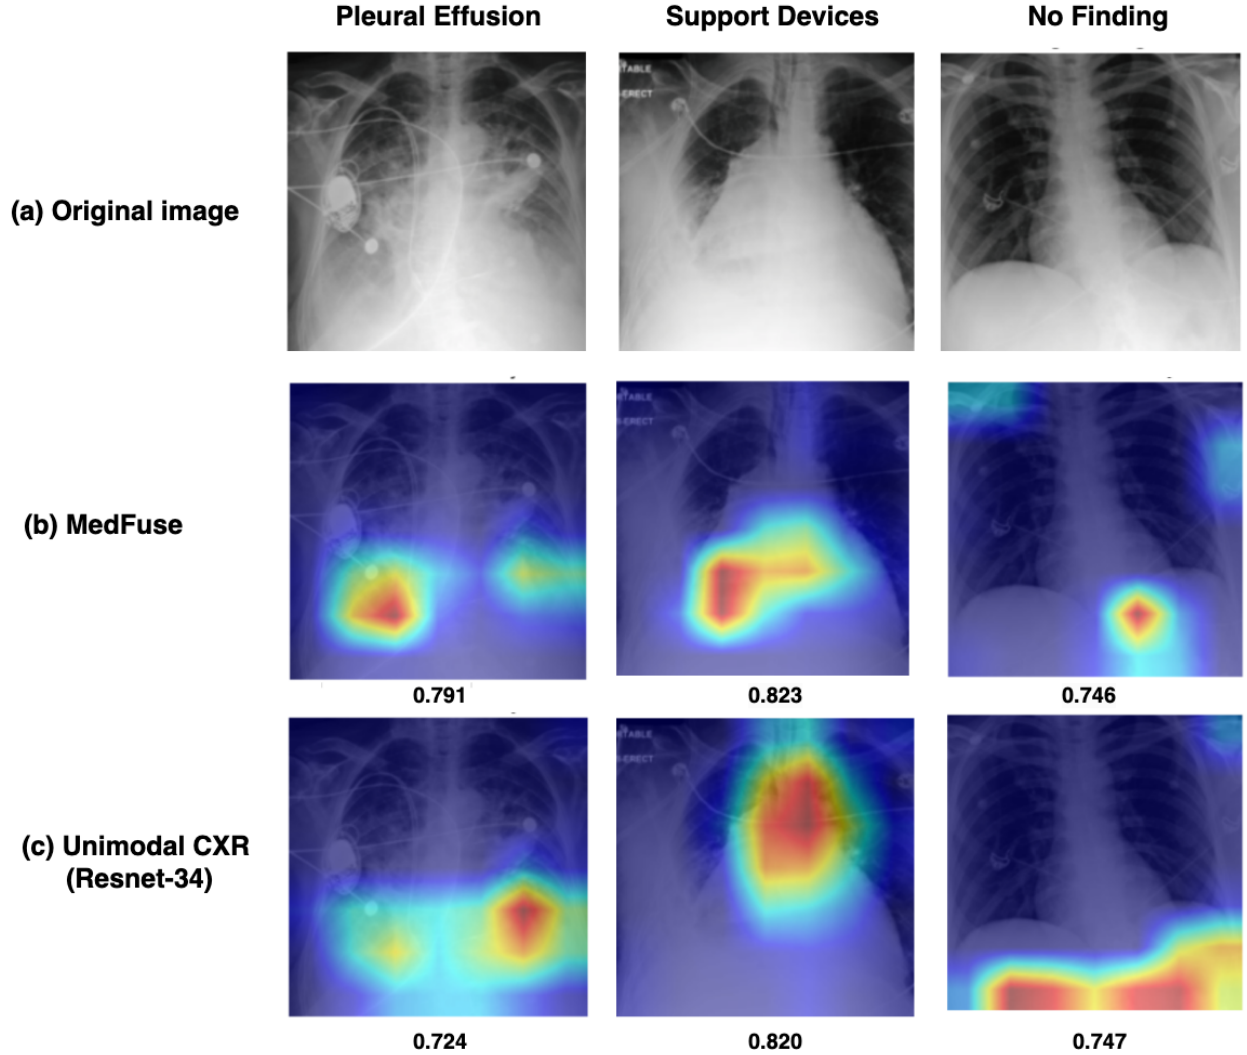 Pleural Effusion
Support Devices
No Finding
(a) Original image
(b) MedFuse
0.791
0.823
0.746
(c) Unimodal CXR
(Resnet-34)
0.724
0.820
0.747